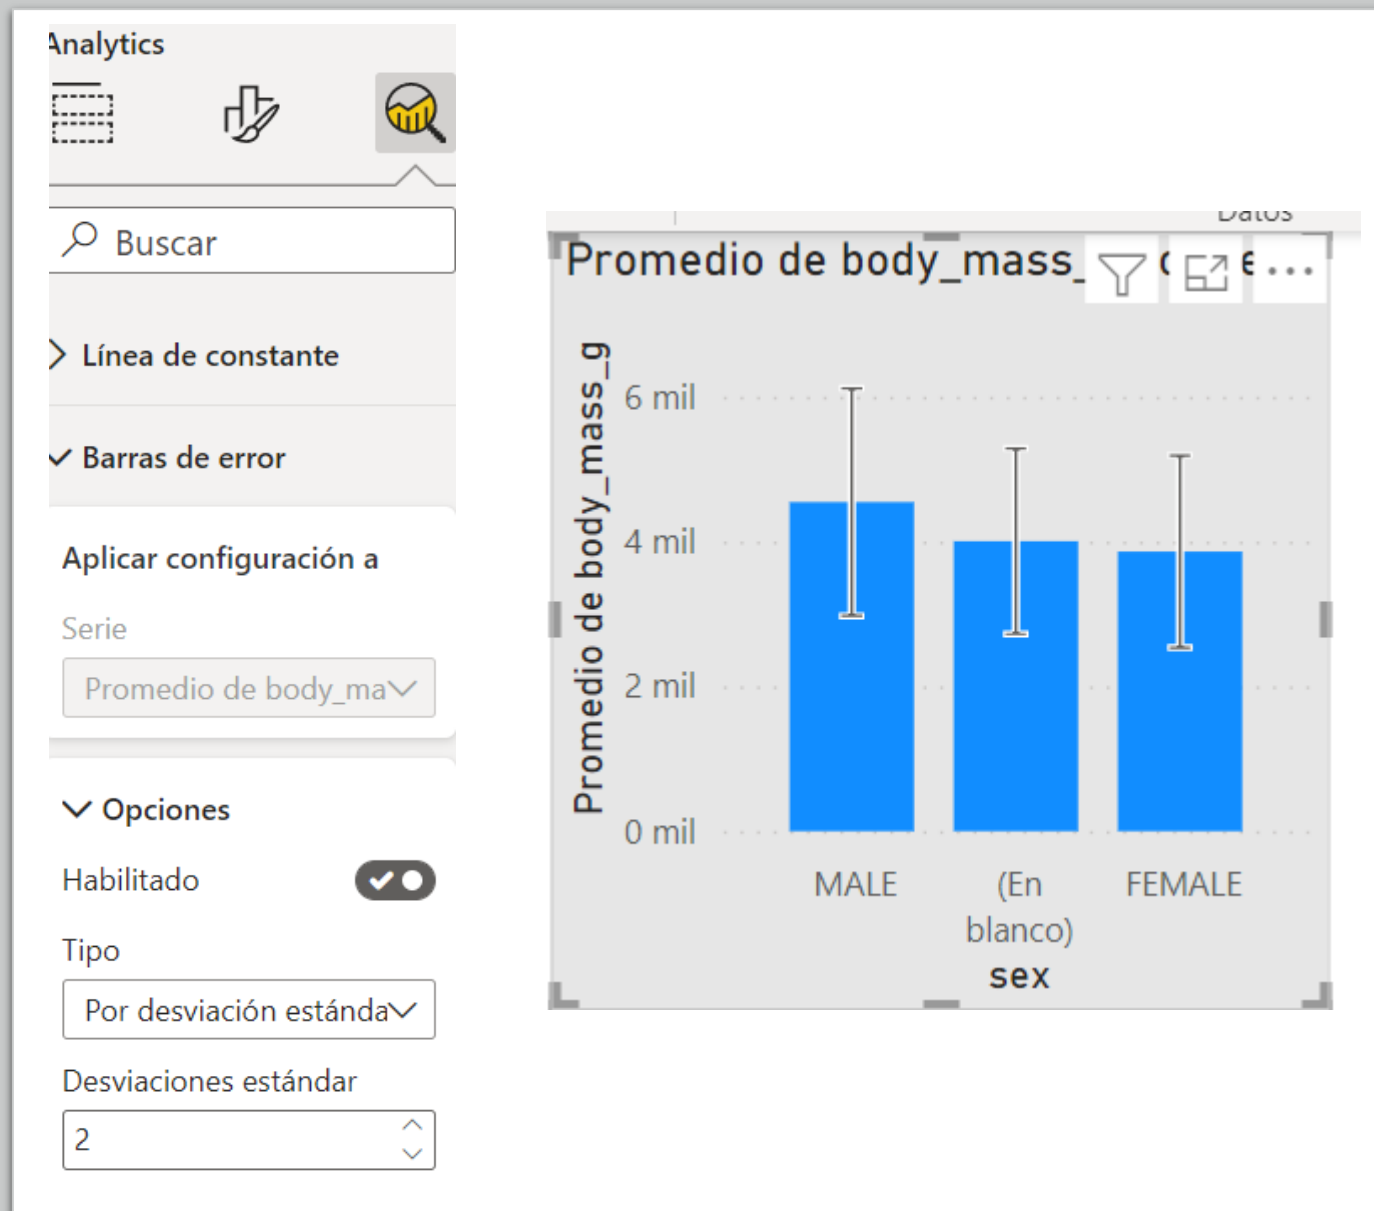 Analytics
Buscar
Línea de constante
Barras de error
Aplicar configuración a
Serie
Promedio de body_ma
Opciones
Habilitado
Tipo
Por desviación estánda
Desviaciones estándar
2
Datos
Promedio de body_mass_
Promedio de body_mass_g
6 mil
4 mil
2 mil
0 mil
MALE
(En
blanco)
FEMALE
sex